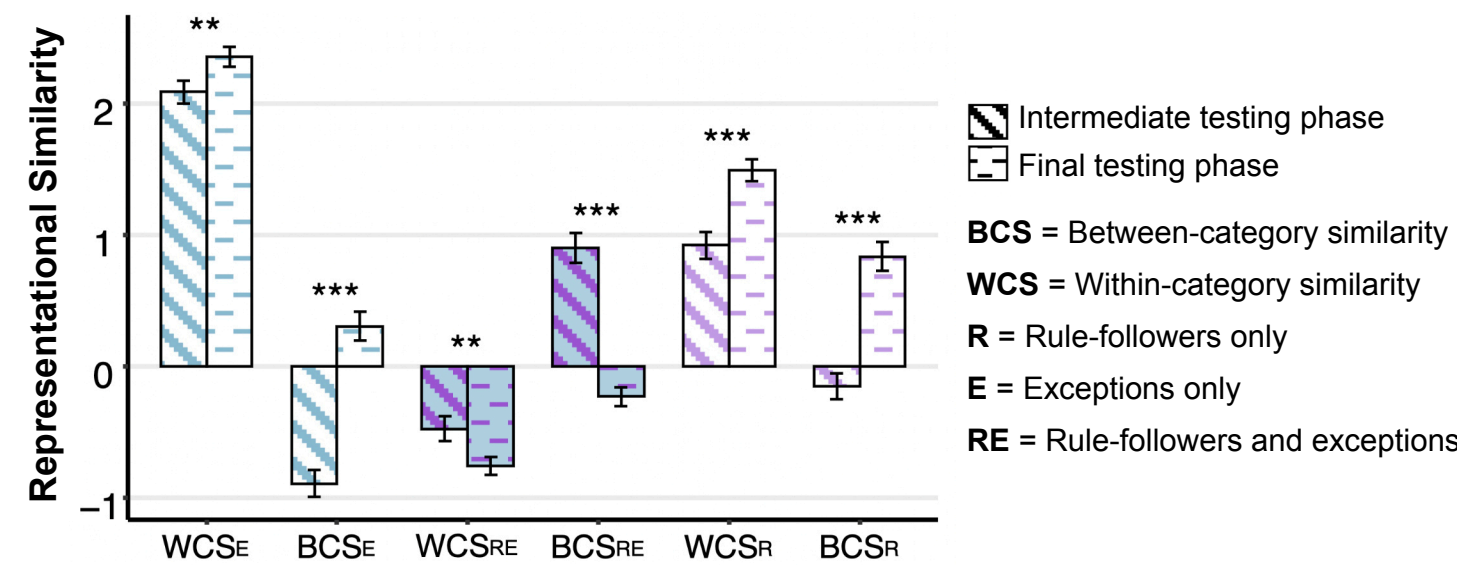 Representational Similarity
2
1
0
−1
**
***
**
***
***
***
WCSE
BCSE
WCSRE
BCSRE
WCSR
BCSR
Intermediate testing phase
Final testing phase
BCS = Between-category similarity
WCS = Within-category similarity
R = Rule-followers only
E = Exceptions only
RE = Rule-followers and exceptions